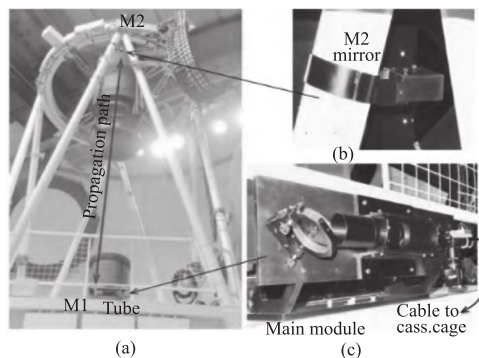 M2
Propagation path
M1
Tube
(a)
M2
mirror
(b)
Main module
Cable to
cass.cage
(c)